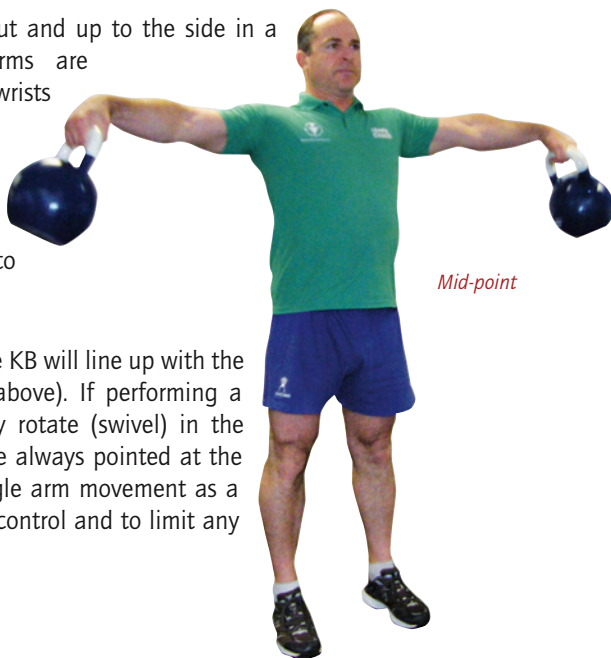 ut and up to the side in a
rms are
wrists
to
Mid-point
e KB will line up with the
above). If performing a
y rotate (swivel) in the
e always pointed at the
gle arm movement as a
control and to limit any